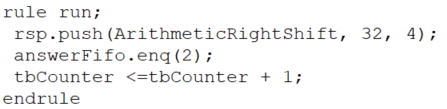 rule run;
rsp.push(ArithmeticRightShift, 32, 4);
answerFifo.enq(2);
tbCounter <=tbCounter + 1;
endrule